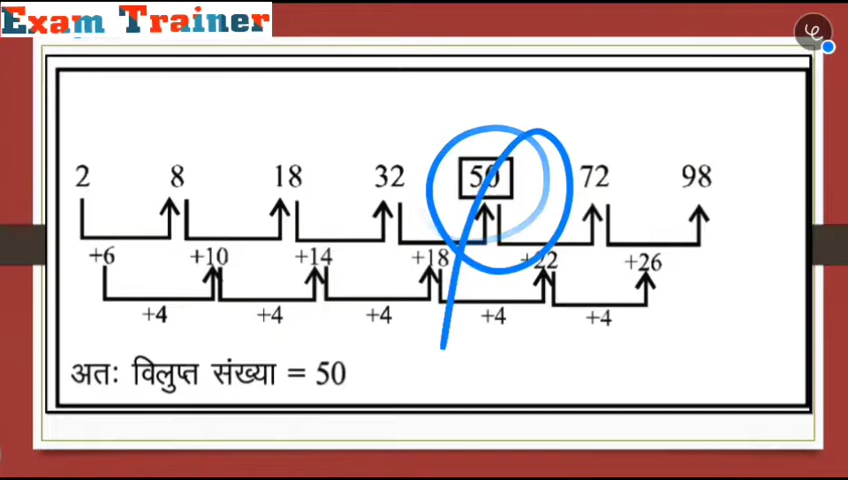 Exam Trainer
2 8 18 32 50 72 98
+6 +10 +14 +18 +22 +26
+4 +4 +4 +4 +4
अतः विलुप्त संख्या = 50